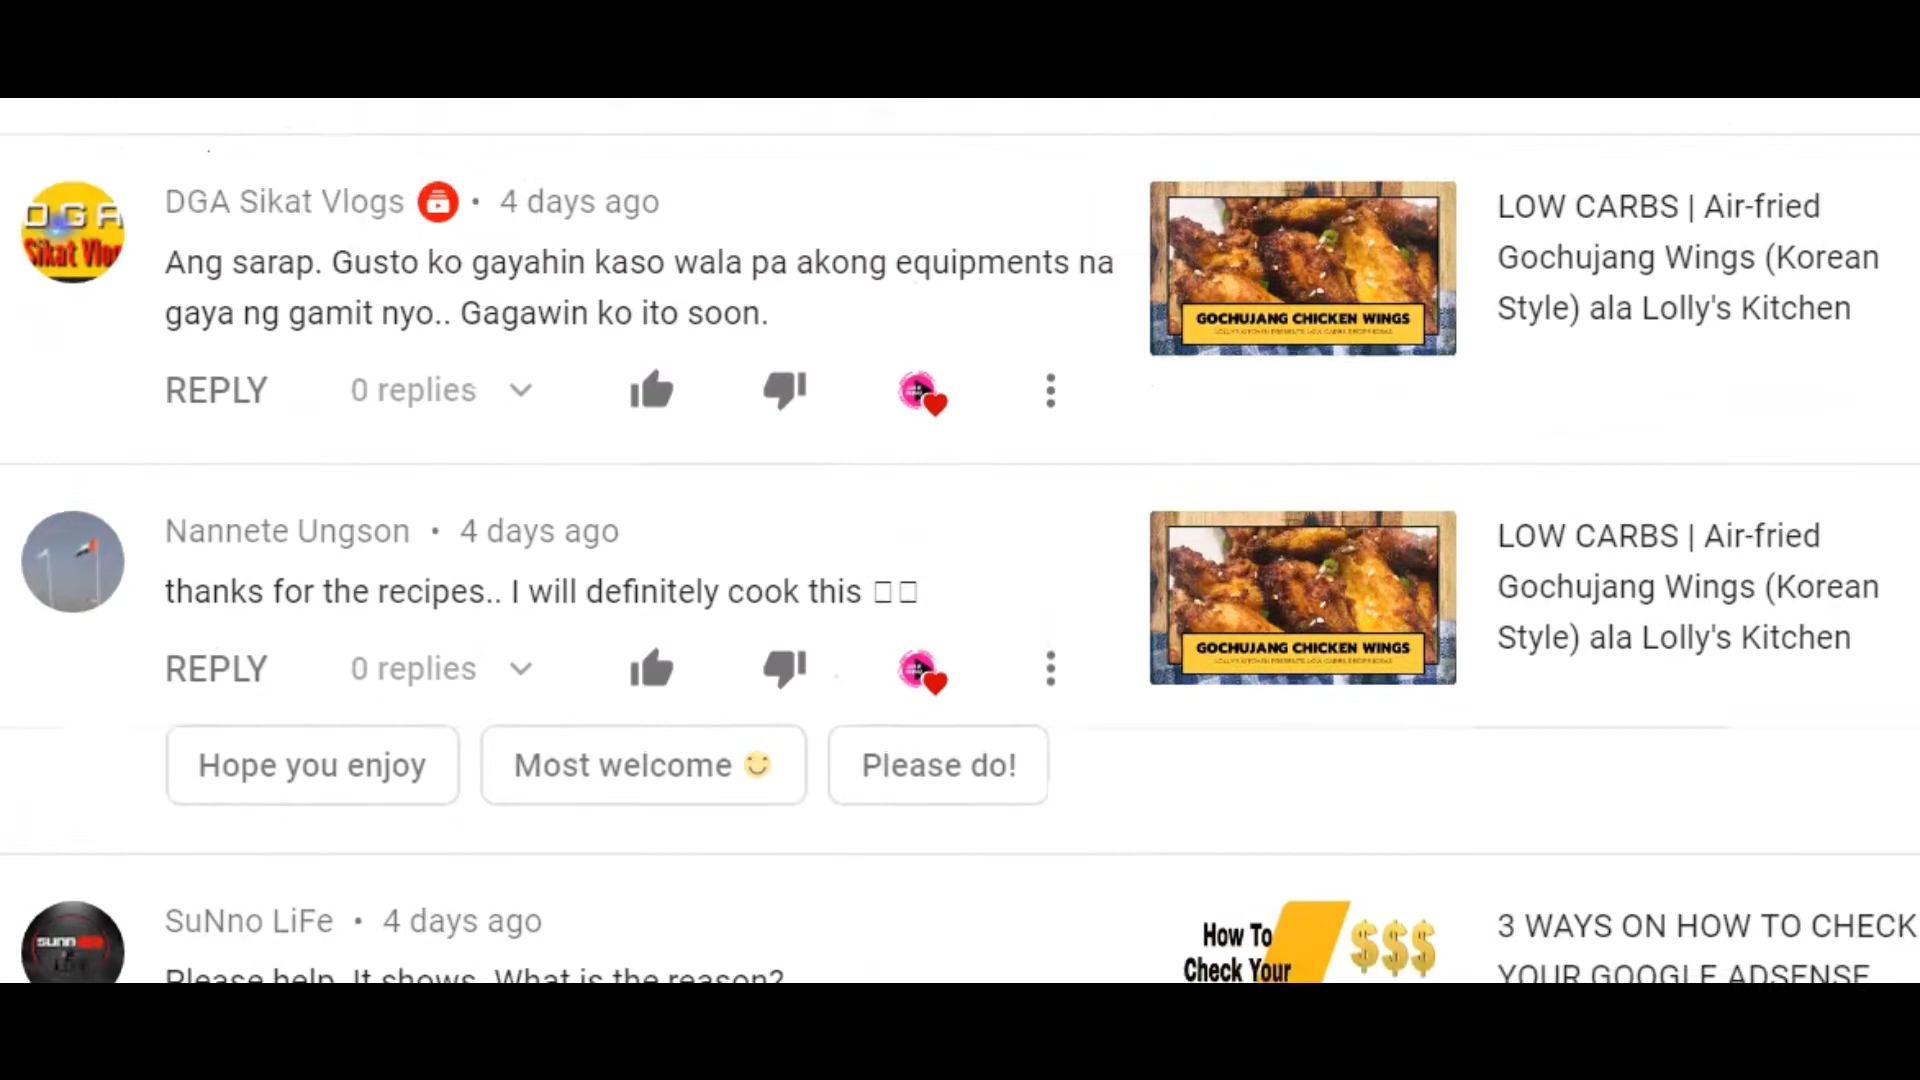 DGA
Sikat Vlo
DGA Sikat Vlogs • 4 days ago
Ang sarap. Gusto ko gayahin kaso wala pa akong equipments na
gaya ng gamit nyo.. Gagawin ko ito soon.
REPLY 0 replies
GOCHUJANG CHICKEN WINGS
LOW CARBS | Air-fried
Gochujang Wings (Korean
Style) ala Lolly's Kitchen
Nannete Ungson • 4 days ago
thanks for the recipes.. I will definitely cook this
REPLY 0 replies
GOCHUJANG CHICKEN WINGS
LOW CARBS | Air-fried
Gochujang Wings (Korean
Style) ala Lolly's Kitchen
Hope you enjoy
Most welcome 😊
Please do!
SuNno LiFe • 4 days ago
Please help. It shows. What is the reason?
How To
Check Your
$$$
3 WAYS ON HOW TO CHECK
YOUR GOOGLE ADSENSE